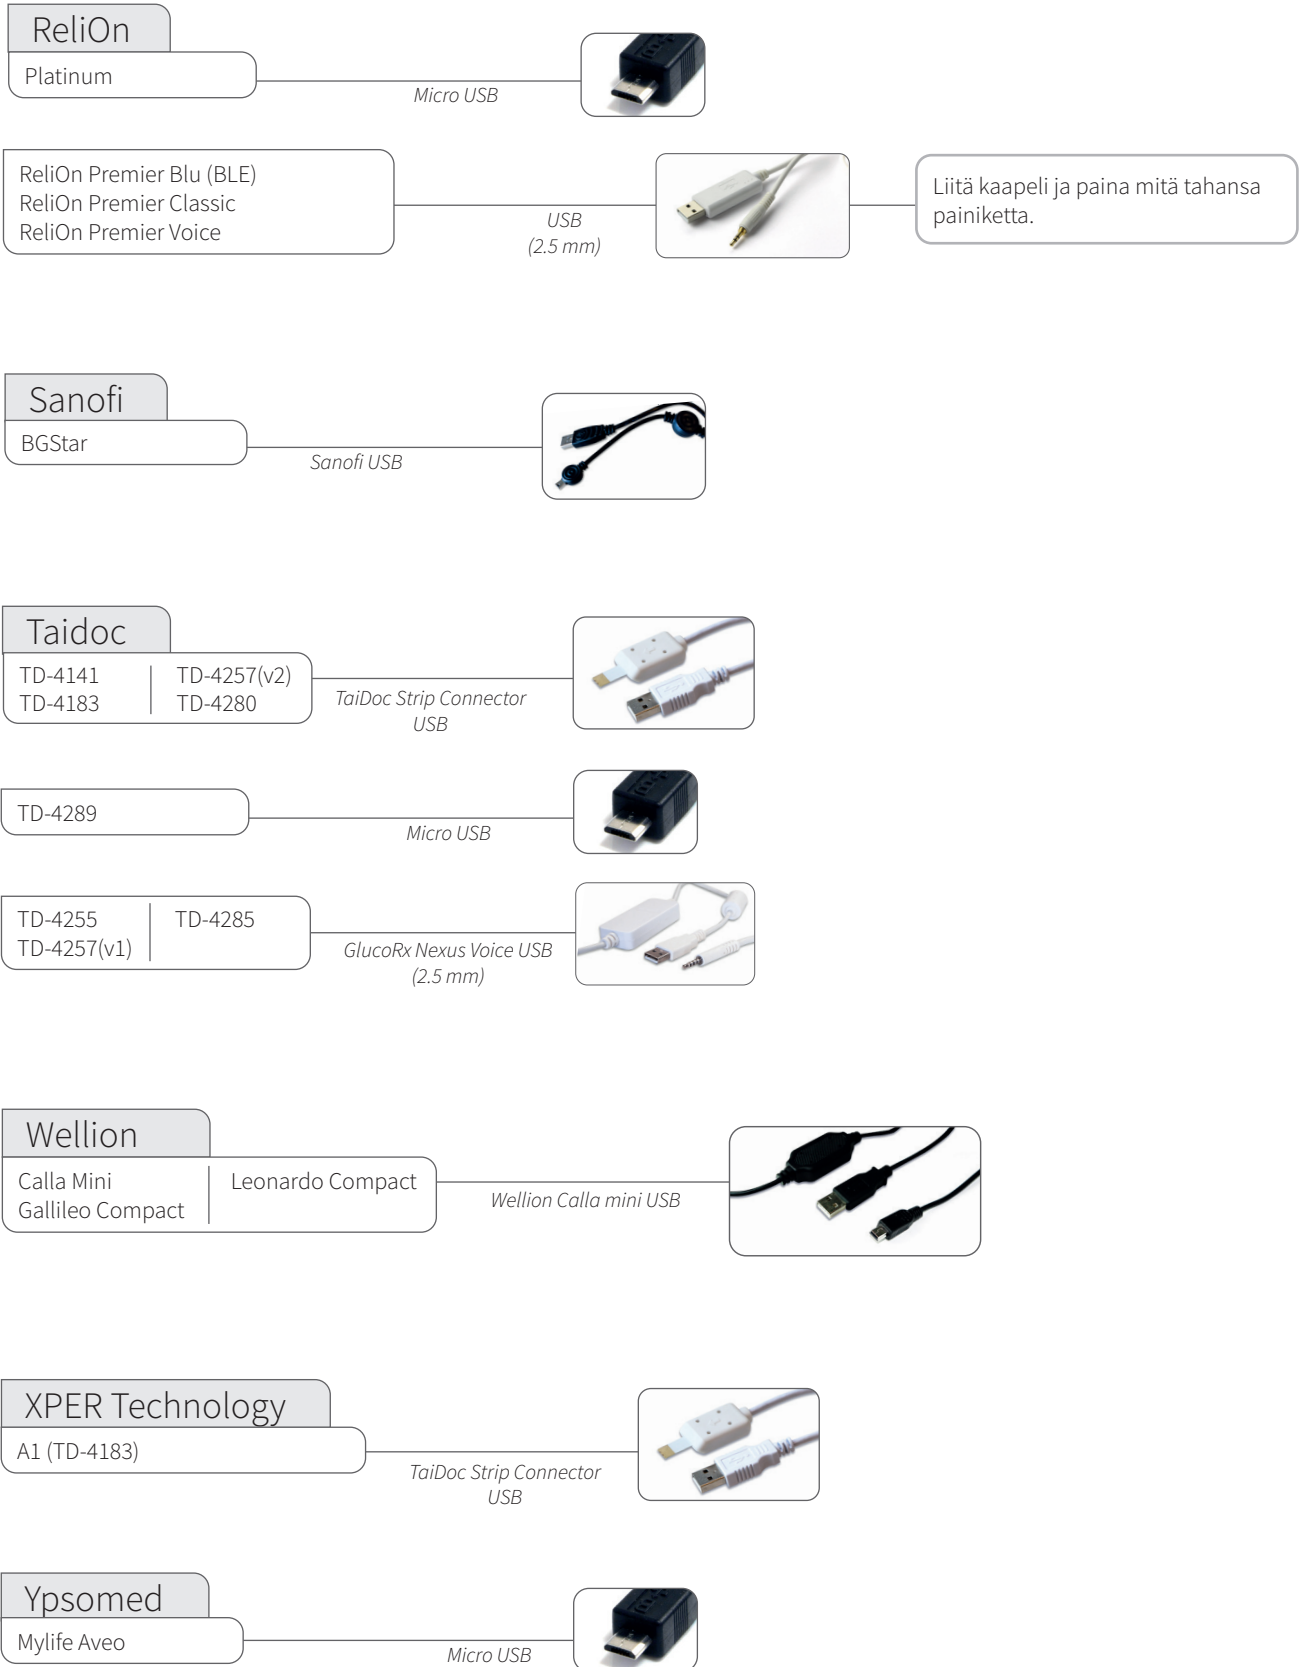 ReliOn
Platinum
Micro USB
ReliOn Premier Blu (BLE)
ReliOn Premier Classic
ReliOn Premier Voice
USB
(2.5 mm)
Liitä kaapeli ja paina mitä tahansa
painiketta.
Sanofi
BGStar
Sanofi USB
Taidoc
TD-4141
TD-4183
TD-4257(v2)
TD-4280
TaiDoc Strip Connector
USB
TD-4289
Micro USB
TD-4255
TD-4257(v1)
TD-4285
GlucoRx Nexus Voice USB
(2.5 mm)
Wellion
Calla Mini
Gallileo Compact
Leonardo Compact
Wellion Calla mini USB
XPER Technology
A1 (TD-4183)
TaiDoc Strip Connector
USB
Ypsomed
Mylife Aveo
Micro USB